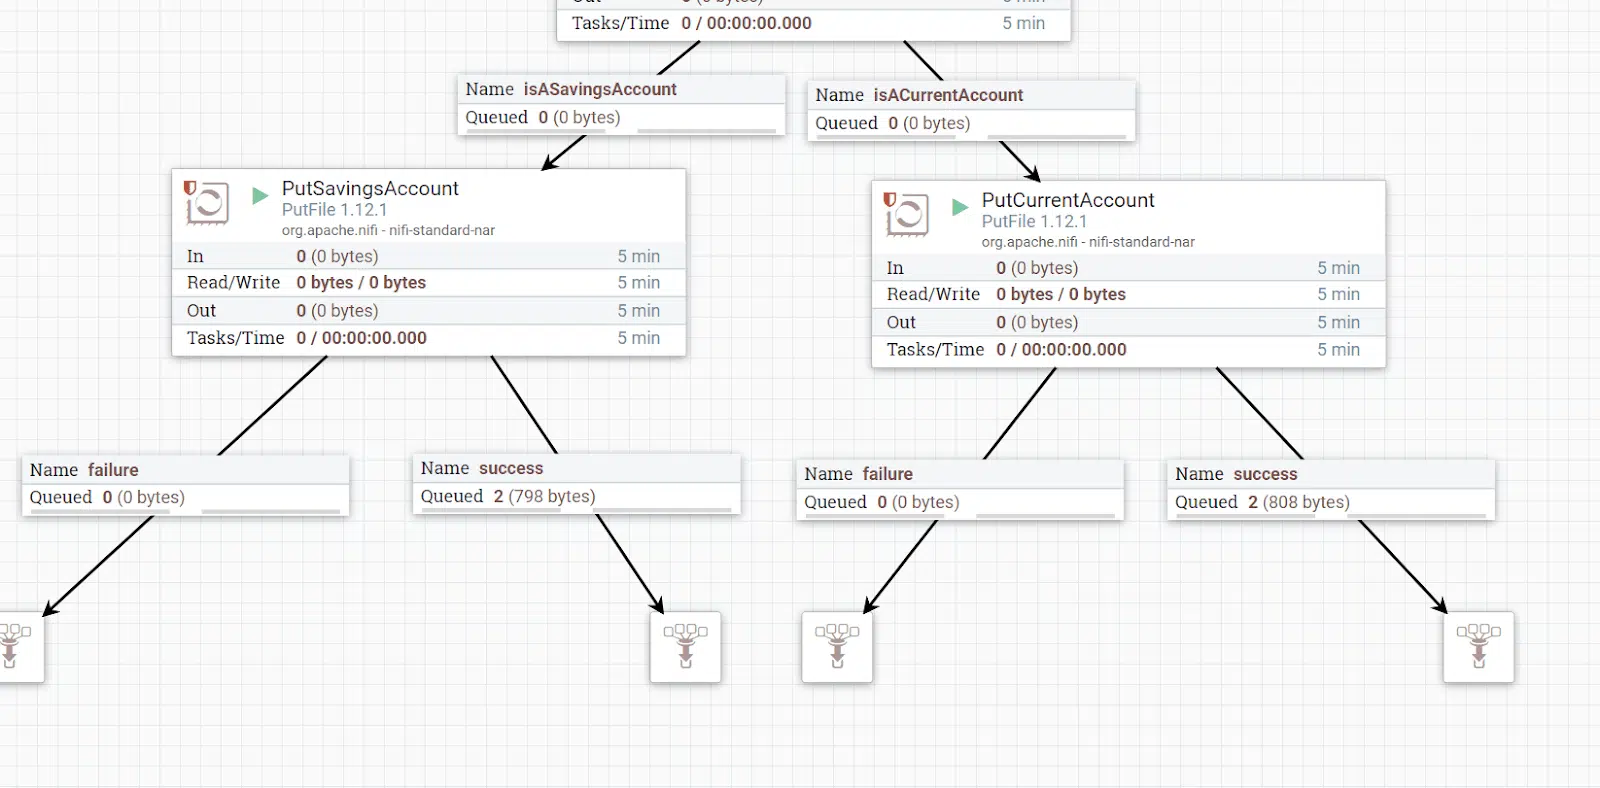 Out 0 (0 bytes) 5 min
Tasks/Time 0 / 00:00:00.000 5 min
Name isASavingsAccount
Queued 0 (0 bytes)
Name isACurrentAccount
Queued 0 (0 bytes)
PutSavingsAccount
PutFile 1.12.1
org.apache.nifi - nifi-standard-nar
In 0 (0 bytes) 5 min
Read/Write 0 bytes / 0 bytes 5 min
Out 0 (0 bytes) 5 min
Tasks/Time 0 / 00:00:00.000 5 min
PutCurrentAccount
PutFile 1.12.1
org.apache.nifi - nifi-standard-nar
In 0 (0 bytes) 5 min
Read/Write 0 bytes / 0 bytes 5 min
Out 0 (0 bytes) 5 min
Tasks/Time 0 / 00:00:00.000 5 min
Name failure
Queued 0 (0 bytes)
Name success
Queued 2 (798 bytes)
Name failure
Queued 0 (0 bytes)
Name success
Queued 2 (808 bytes)